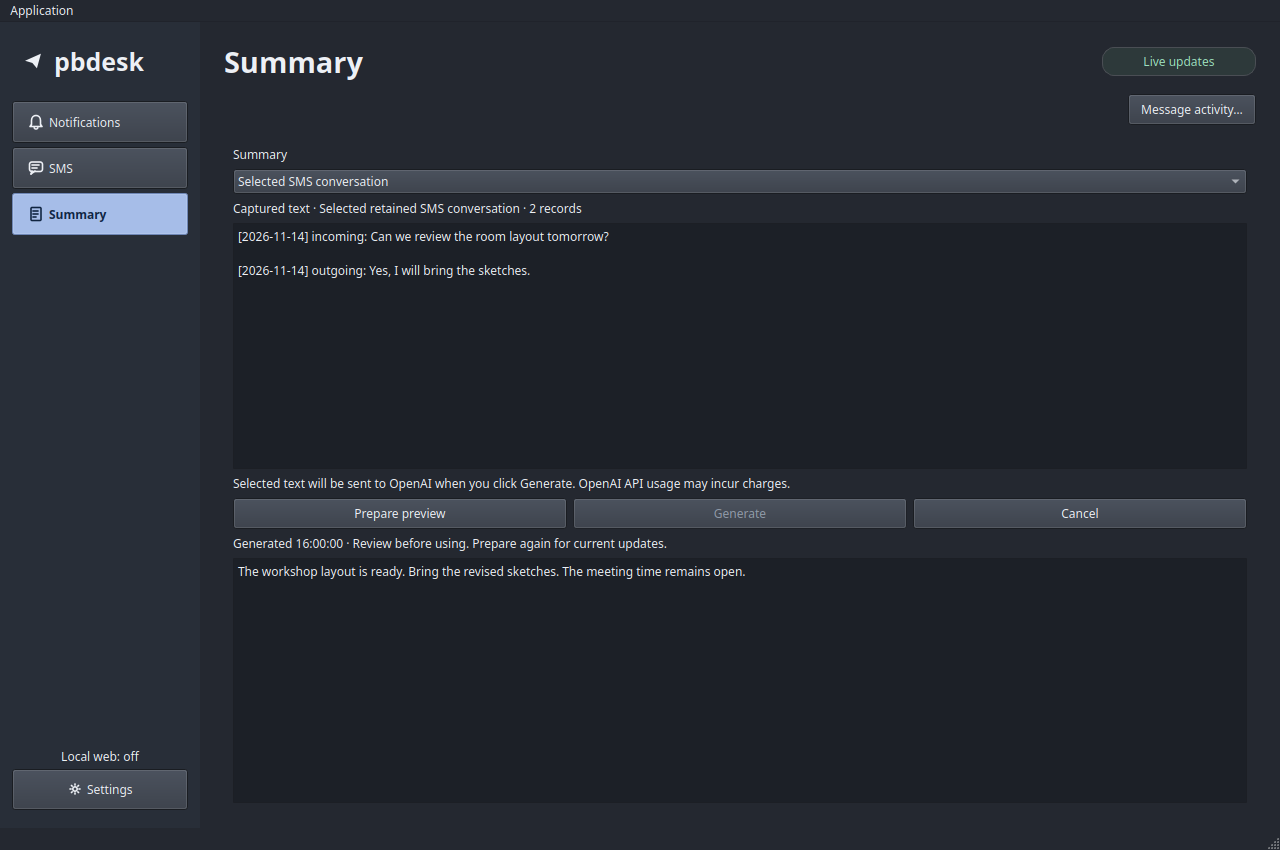 Application
pbdesk
Notifications
SMS
Summary
Local web: off
Settings
Summary
Live updates
Message activity...
Summary
Selected SMS conversation
Captured text · Selected retained SMS conversation · 2 records
[2026-11-14] incoming: Can we review the room layout tomorrow?
[2026-11-14] outgoing: Yes, I will bring the sketches.
Selected text will be sent to OpenAI when you click Generate. OpenAI API usage may incur charges.
Prepare preview
Generate
Cancel
Generated 16:00:00 · Review before using. Prepare again for current updates.
The workshop layout is ready. Bring the revised sketches. The meeting time remains open.